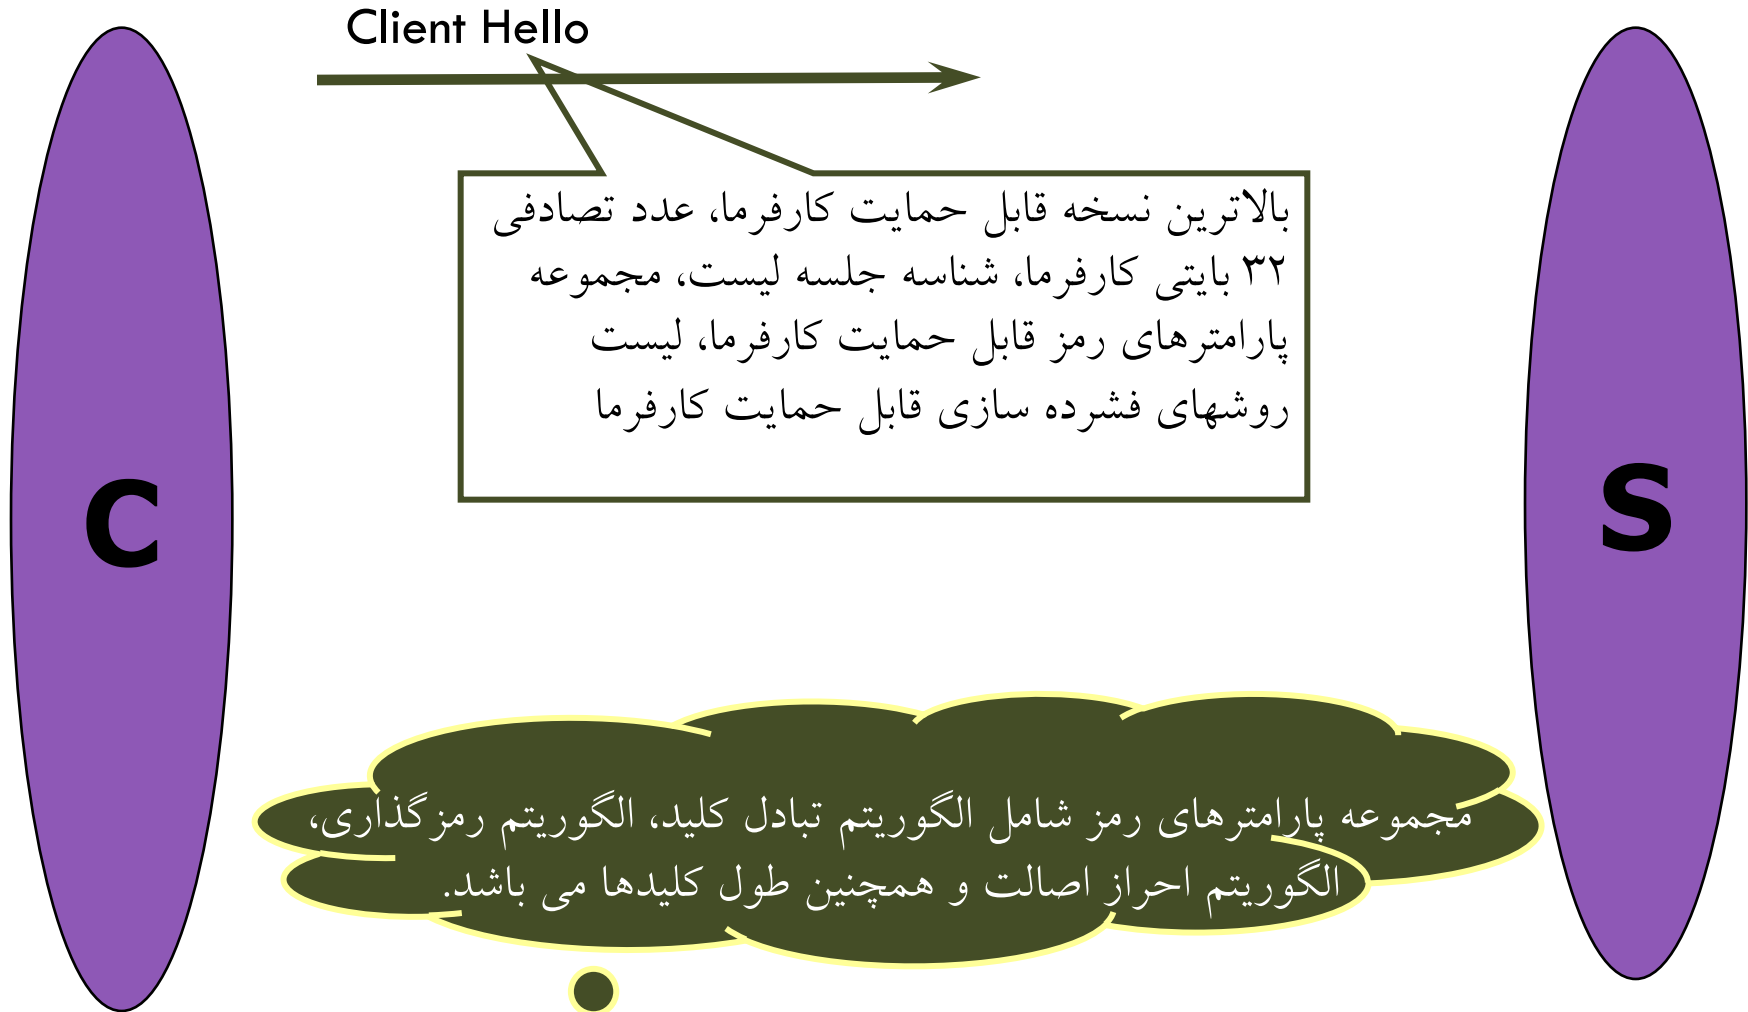 Client Hello
بالاترین نسخه قابل حمایت کارفرما، عدد تصادفی
۳۲ بایتی کارفرما، شناسه جلسه لیست، مجموعه
پارامترهای رمز قابل حمایت کارفرما، لیست
روشهای فشرده سازی قابل حمایت کارفرما
C
S
مجموعه پارامترهای رمز شامل الگوریتم تبادل کلید، الگوریتم رمزگذاری،
الگوریتم احراز اصالت و همچنین طول کلیدها می باشد.